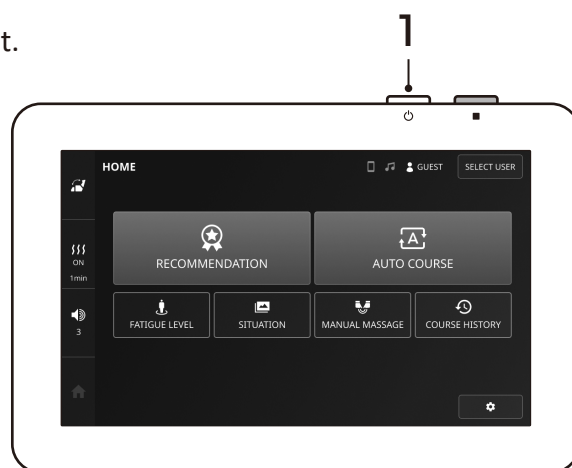 t.
1
HOME
GUEST
SELECT USER
ON
1min
3
RECOMMENDATION
A
AUTO COURSE
FATIGUE LEVEL
SITUATION
MANUAL MASSAGE
COURSE HISTORY